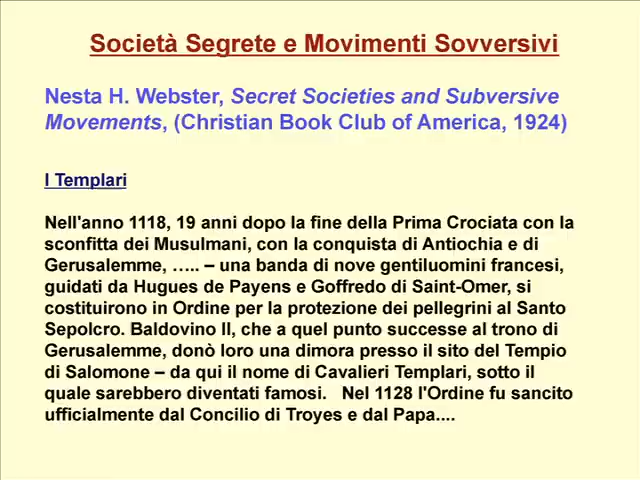 Società Segrete e Movimenti Sovversivi
Nesta H. Webster, Secret Societies and Subversive
Movements, (Christian Book Club of America, 1924)
I Templari
Nell'anno 1118, 19 anni dopo la fine della Prima Crociata con la
sconfitta dei Musulmani, con la conquista di Antiochia e di
Gerusalemme, ….. – una banda di nove gentiluomini francesi,
guidati da Hugues de Payens e Goffredo di Saint-Omer, si
costituirono in Ordine per la protezione dei pellegrini al Santo
Sepolcro. Baldovino II, che a quel punto successe al trono di
Gerusalemme, donò loro una dimora presso il sito del Tempio
di Salomone – da qui il nome di Cavalieri Templari, sotto il
quale sarebbero diventati famosi. Nel 1128 l'Ordine fu sancito
ufficialmente dal Concilio di Troyes e dal Papa....